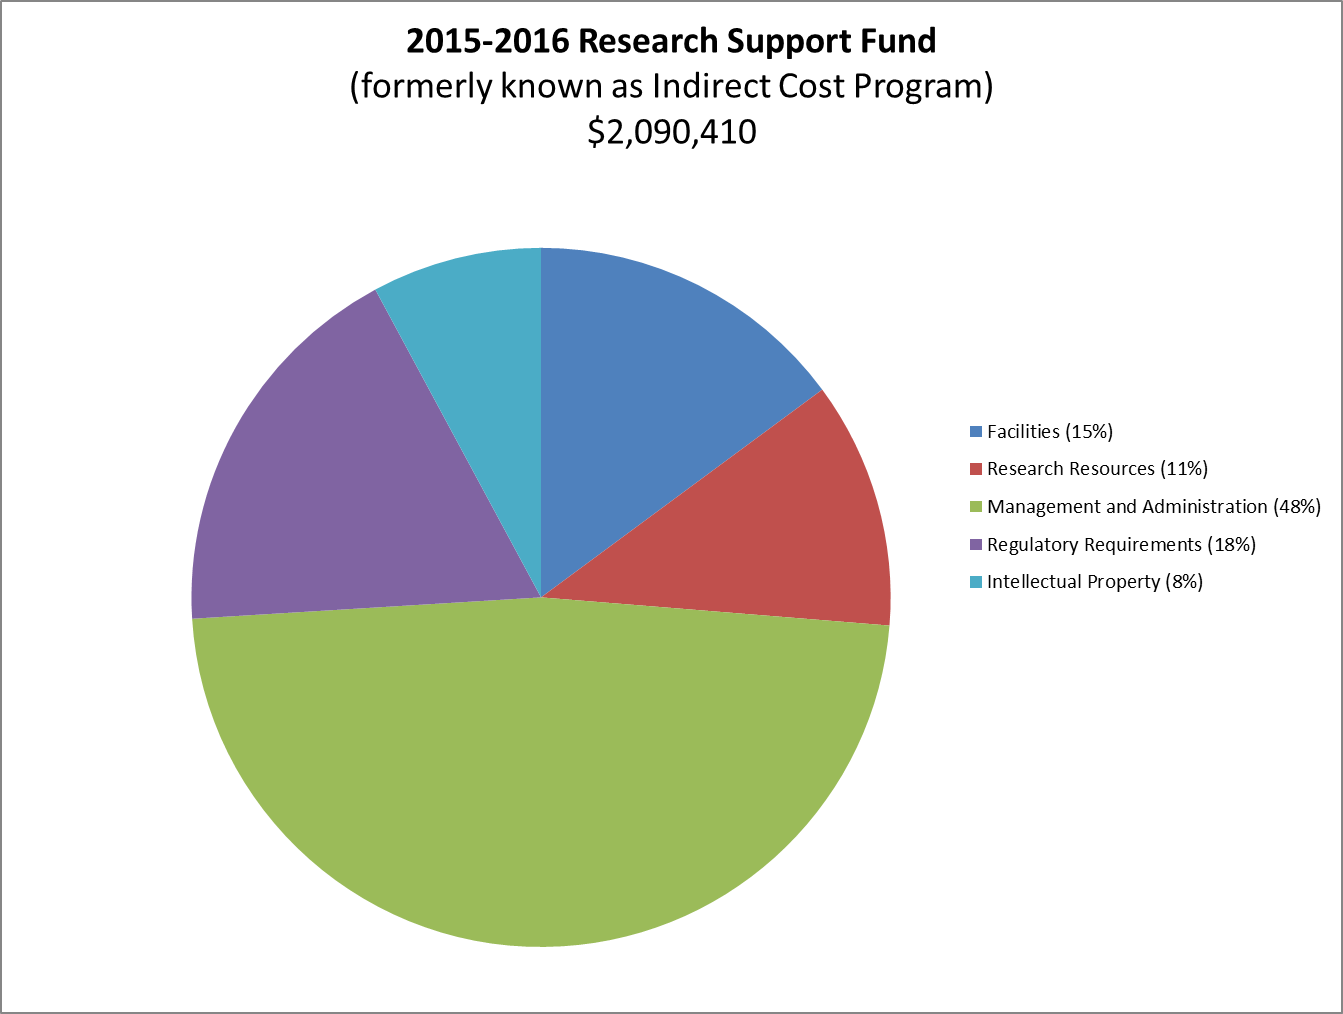 2015-2016 Research Support Fund
(formerly known as Indirect Cost Program)
$2,090,410
Facilities (15%)
Research Resources (11%)
Management and Administration (48%)
Regulatory Requirements (18%)
Intellectual Property (8%)